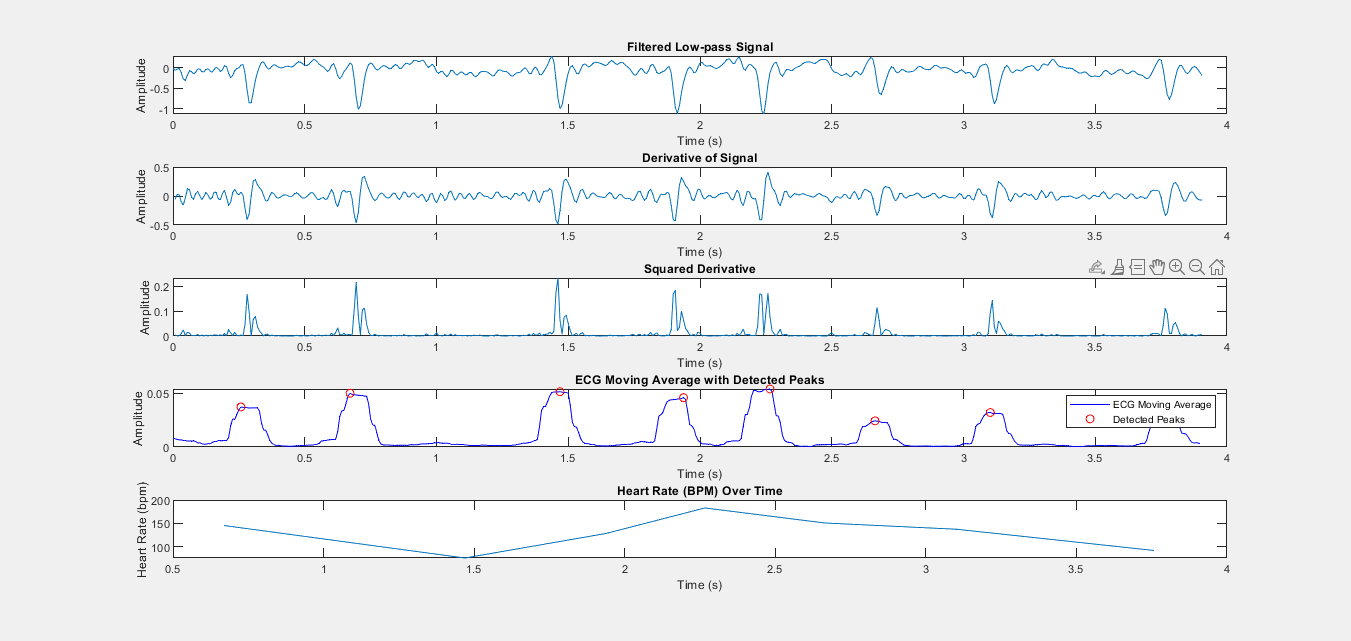 Filtered Low-pass Signal
Amplitude
0
-0.5
-1
0 0.5 1 1.5 2 2.5 3 3.5 4
Time (s)
Derivative of Signal
Amplitude
0.5
0
-0.5
0 0.5 1 1.5 2 2.5 3 3.5 4
Time (s)
Squared Derivative
Amplitude
0.2
0.1
0
0 0.5 1 1.5 2 2.5 3 3.5 4
Time (s)
ECG Moving Average with Detected Peaks
Amplitude
0.05
0
ECG Moving Average
Detected Peaks
0 0.5 1 1.5 2 2.5 3 3.5 4
Time (s)
Heart Rate (BPM) Over Time
Heart Rate (bpm)
200
150
100
0.5 1 1.5 2 2.5 3 3.5 4
Time (s)